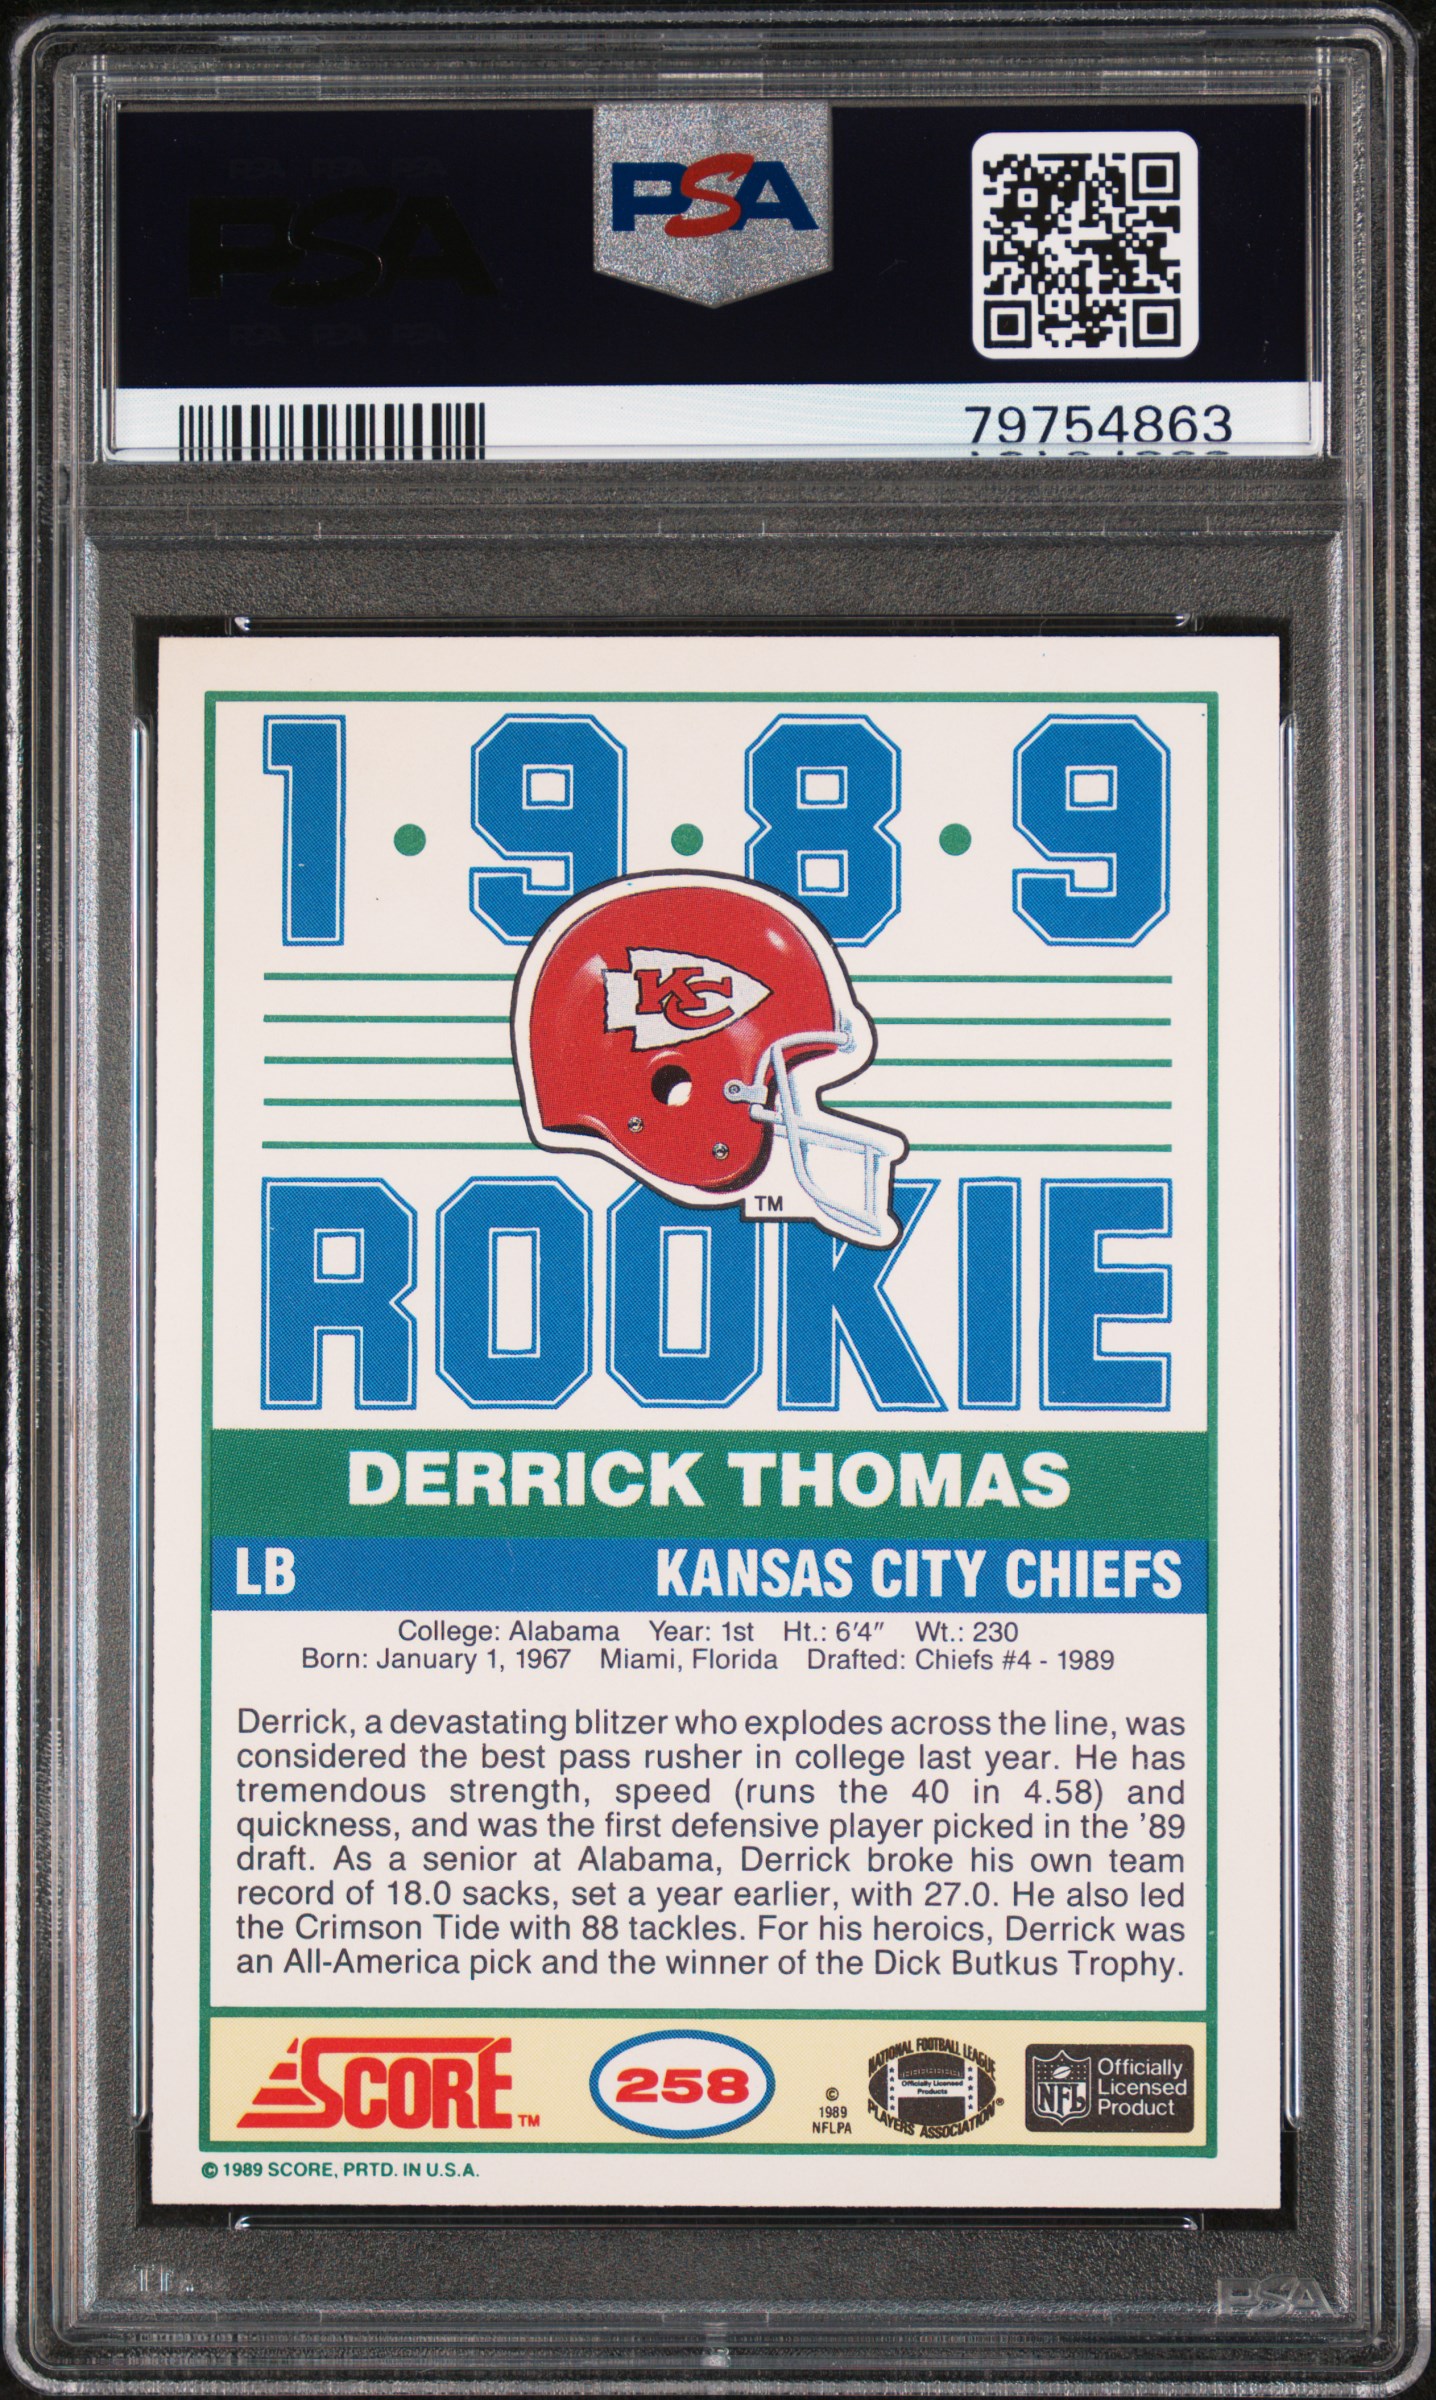 PSA
PSA
79754863
1·9·8·9
KC
TM
ROOKIE
DERRICK THOMAS
LB KANSAS CITY CHIEFS
College: Alabama Year: 1st Ht.: 6'4" Wt.: 230
Born: January 1, 1967 Miami, Florida Drafted: Chiefs #4 - 1989
Derrick, a devastating blitzer who explodes across the line, was
considered the best pass rusher in college last year. He has
tremendous strength, speed (runs the 40 in 4.58) and
quickness, and was the first defensive player picked in the '89
draft. As a senior at Alabama, Derrick broke his own team
record of 18.0 sacks, set a year earlier, with 27.0. He also led
the Crimson Tide with 88 tackles. For his heroics, Derrick was
an All-America pick and the winner of the Dick Butkus Trophy.
SCORE TM
258
© 1989 NFLPA
NATIONAL FOOTBALL LEAGUE
Officially Licensed
Products
PLAYERS ASSOCIATION ®
NFL
Officially
Licensed
Product
© 1989 SCORE, PRTD. IN U.S.A.
PSA